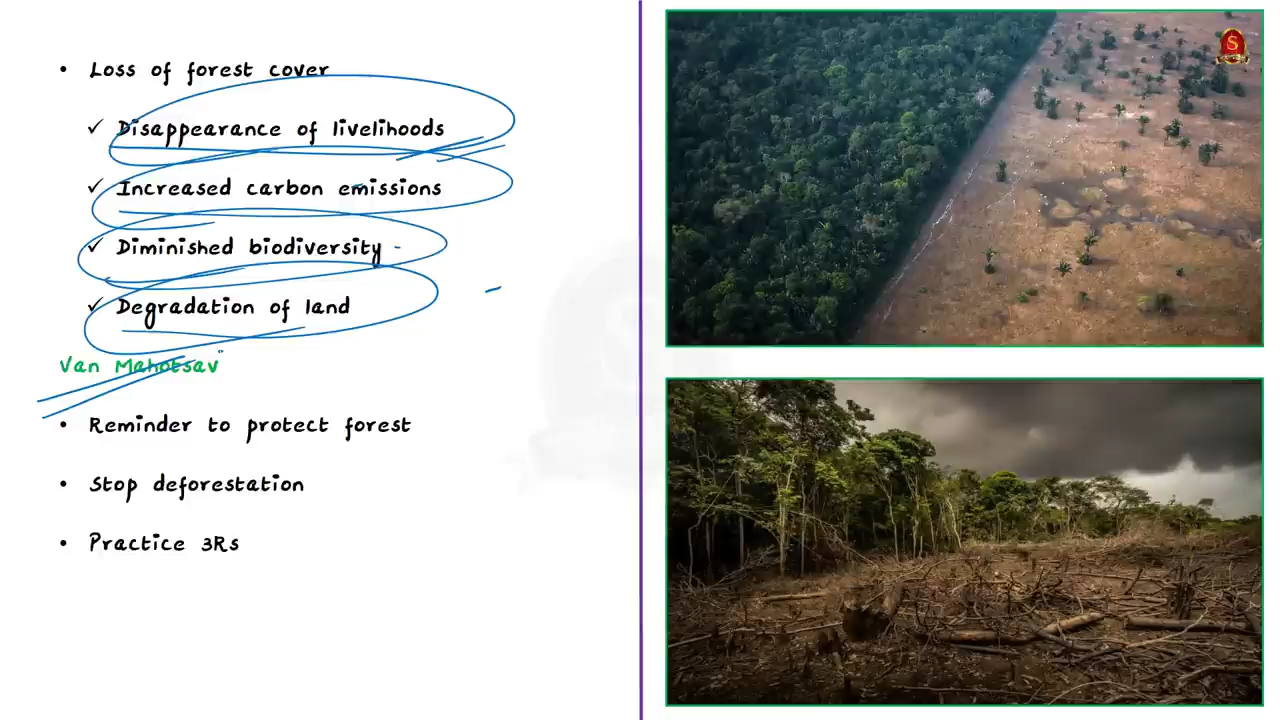 • Loss of forest cover
✓ Disappearance of livelihoods
✓ Increased carbon emissions
✓ Diminished biodiversity
✓ Degradation of land
Van Mahotsav
• Reminder to protect forest
• Stop deforestation
• Practice 3Rs
S